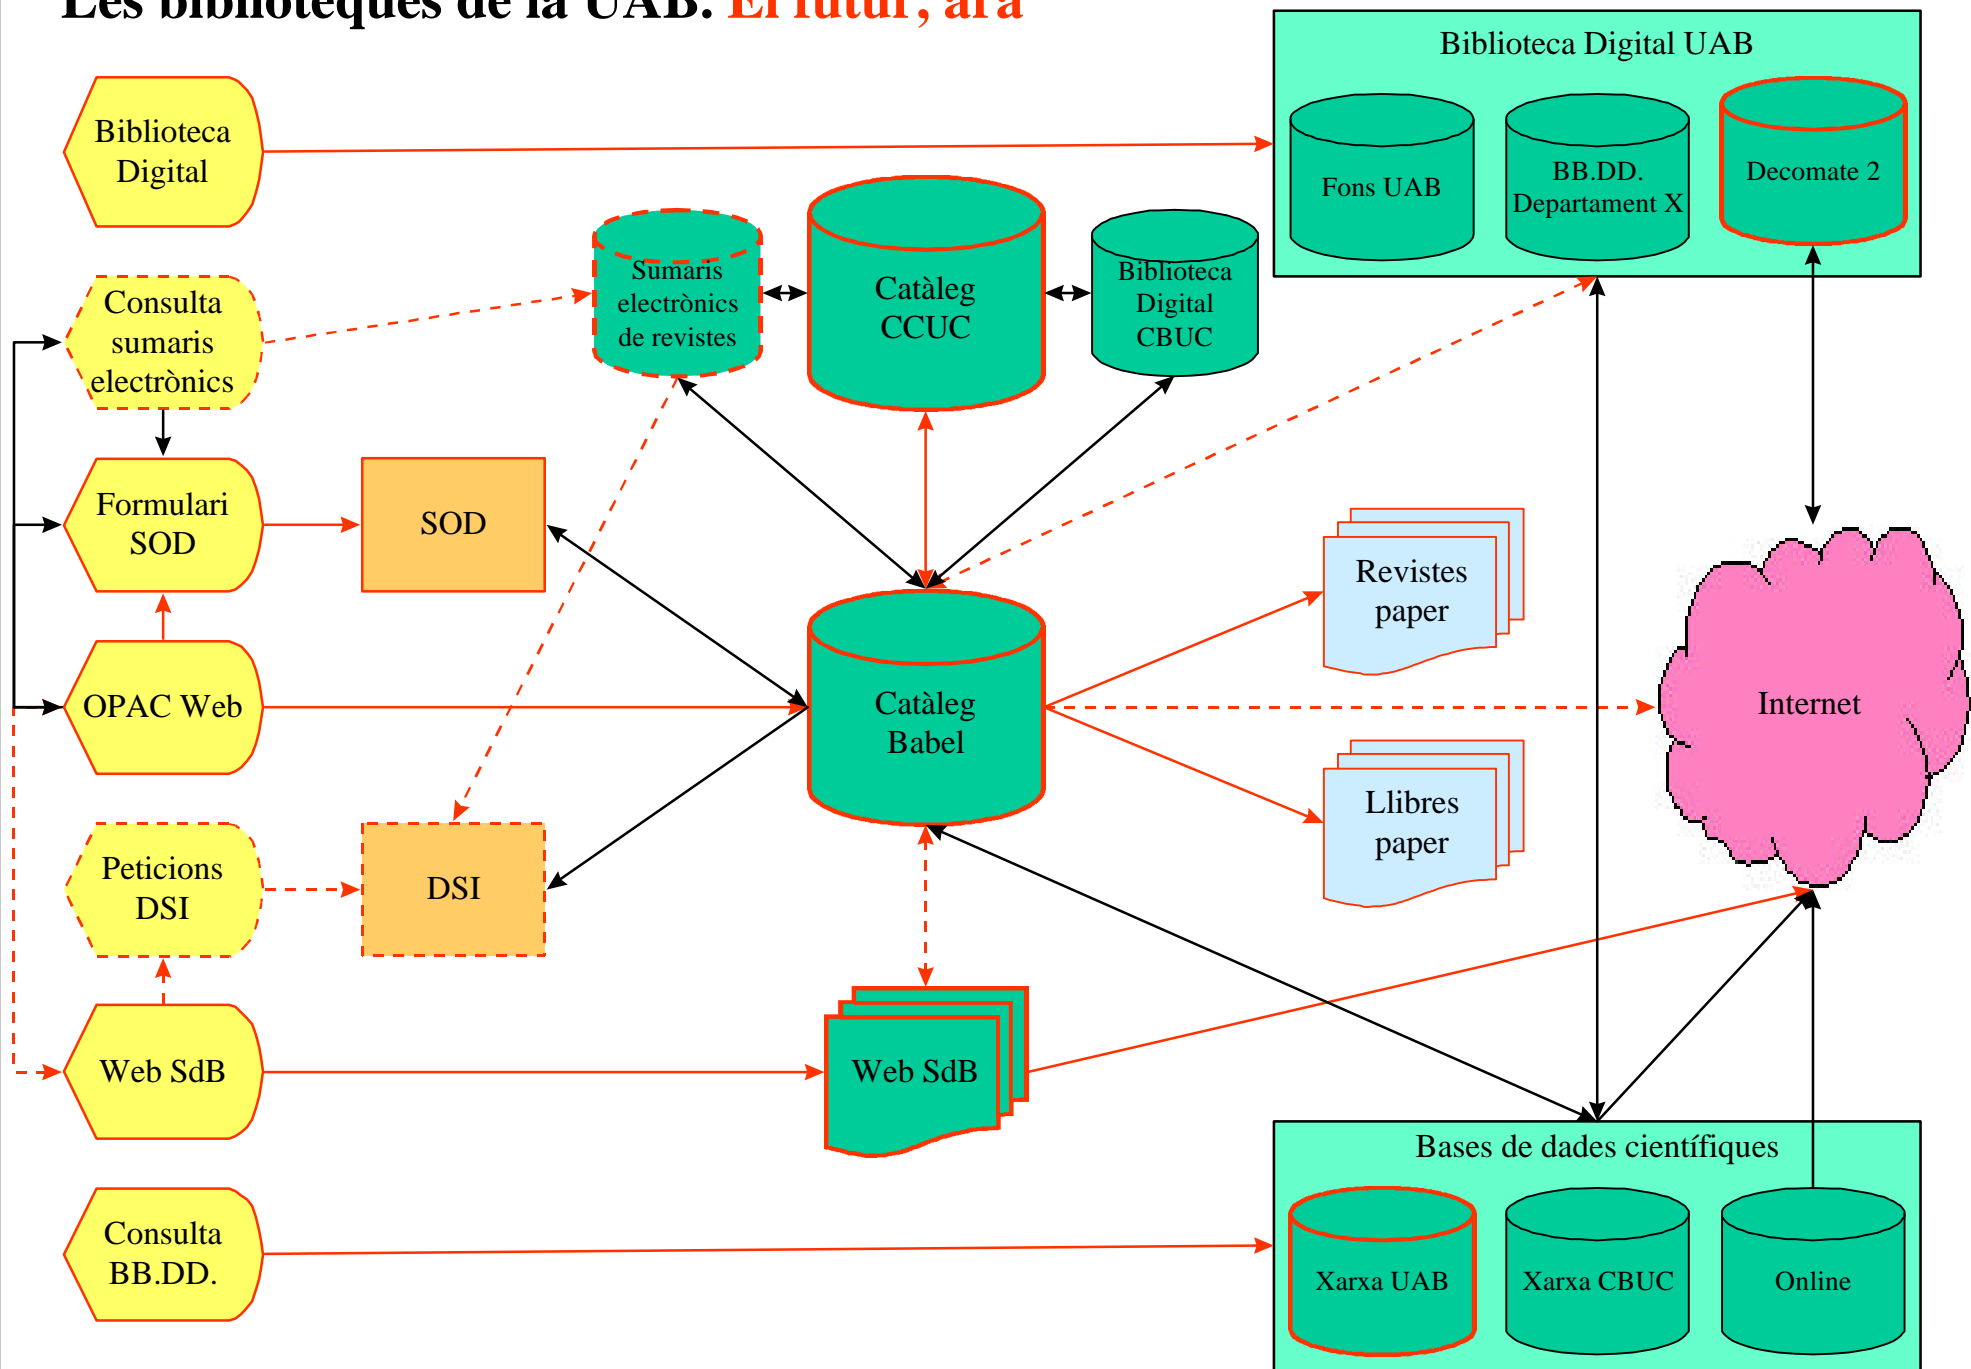 Les biblioteques de la UAB. El futur, ara
Biblioteca Digital UAB
Fons UAB
BB.DD.
Departament X
Decomate 2
Biblioteca
Digital
Sumaris
electrònics
de revistes
Catàleg
CCUC
Biblioteca
Digital
CBUC
Consulta
sumaris
electrònics
Formulari
SOD
SOD
Revistes
paper
OPAC Web
Catàleg
Babel
Internet
Llibres
paper
Peticions
DSI
DSI
Web SdB
Web SdB
Bases de dades científiques
Consulta
BB.DD.
Xarxa UAB
Xarxa CBUC
Online